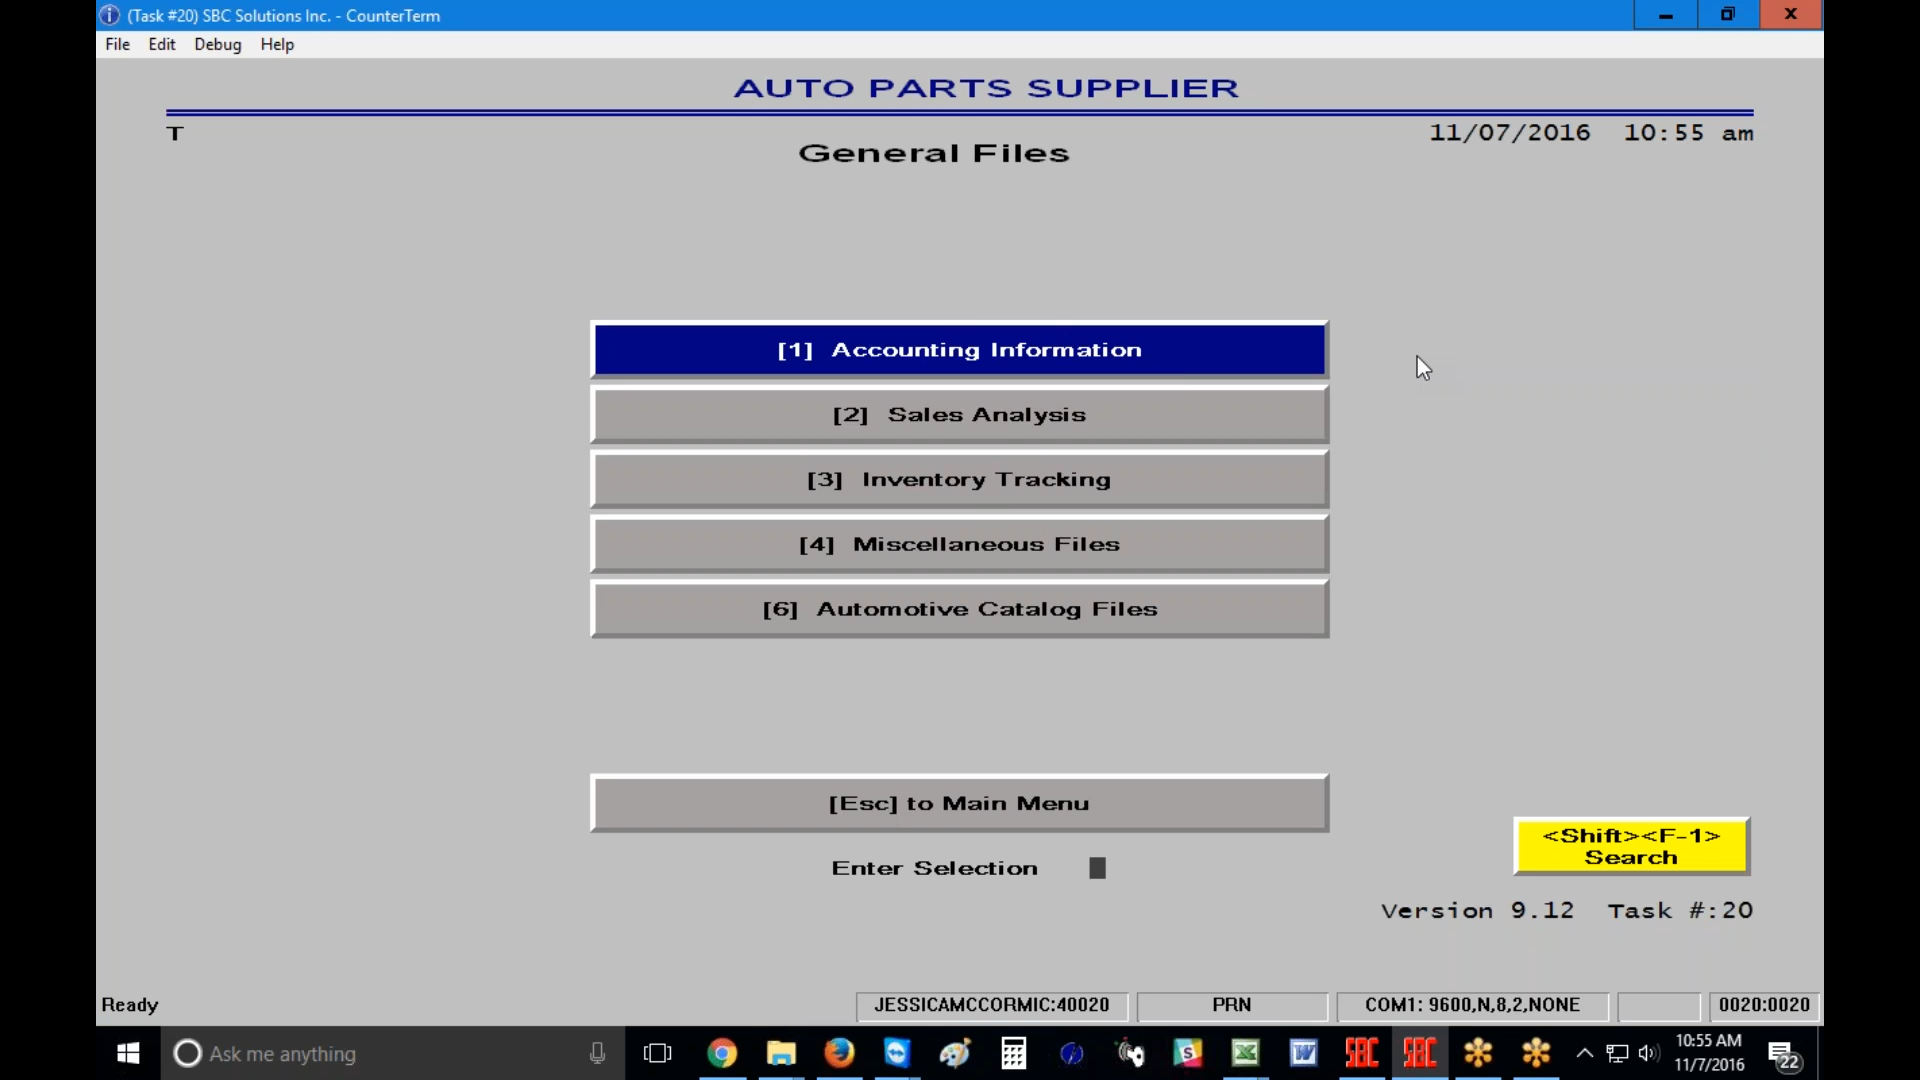 (Task #20) SBC Solutions Inc. - CounterTerm
File Edit Debug Help
AUTO PARTS SUPPLIER
T
11/07/2016 10:55 am
General Files
[1] Accounting Information
[2] Sales Analysis
[3] Inventory Tracking
[4] Miscellaneous Files
[6] Automotive Catalog Files
[Esc] to Main Menu
<Shift><F-1>
Search
Enter Selection
Version 9.12 Task #:20
Ready
JESSICAMCCORMIC:40020
PRN
COM1: 9600,N,8,2,NONE
0020:0020
Ask me anything
SBC
SBC
10:55 AM
11/7/2016
22